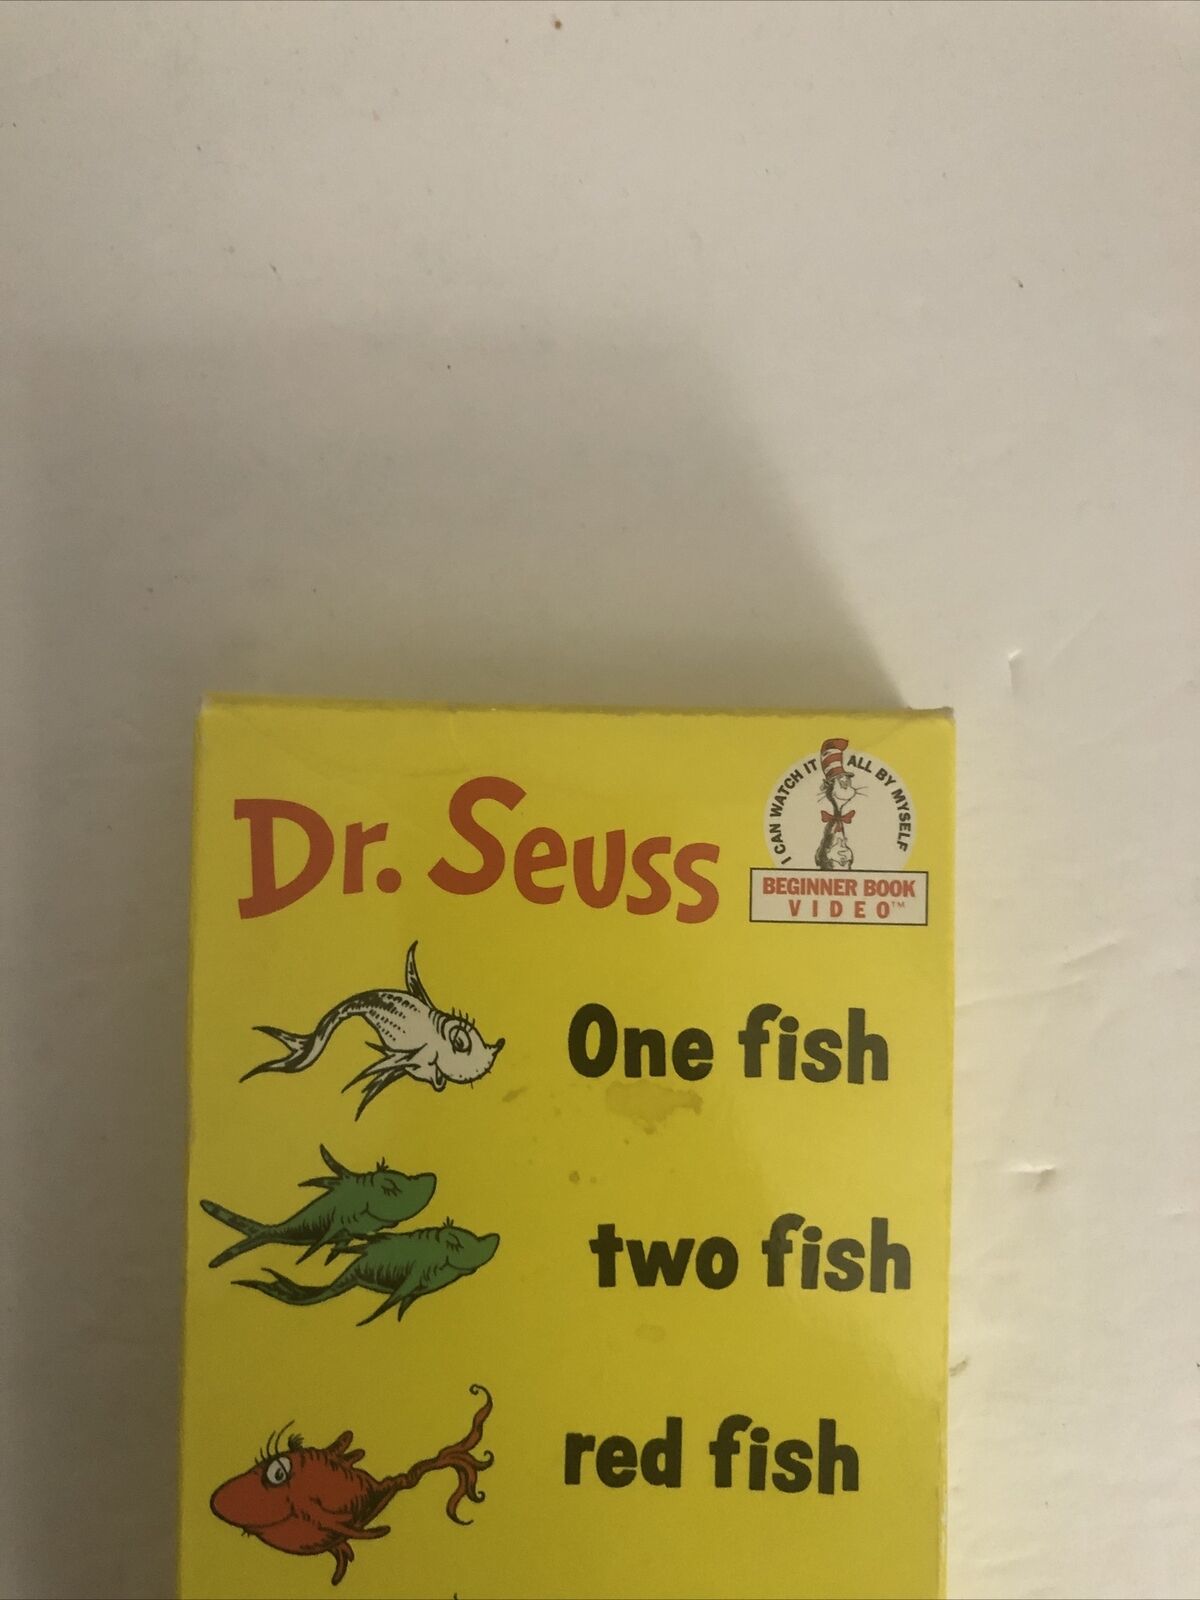 Dr. Seuss
I CAN WATCH IT ALL BY MYSELF
BEGINNER BOOK
VIDEO™
One fish
two fish
red fish